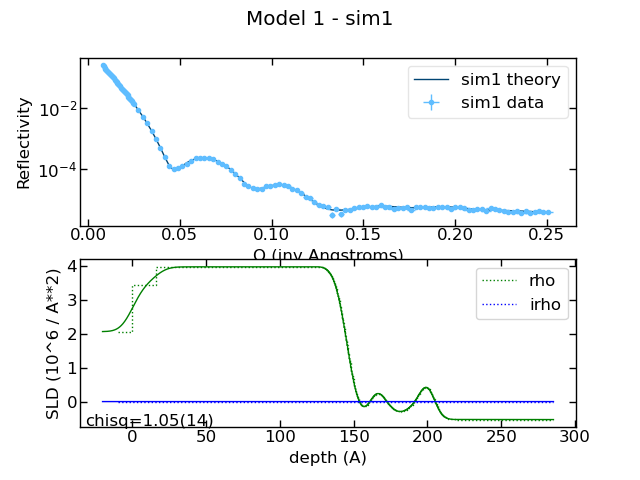 Model 1 - sim1
Reflectivity
10⁻²
10⁻⁴
sim1 theory
sim1 data
0.00 0.05 0.10 0.15 0.20 0.25
Q (inv Angstroms)
SLD (10^6 / A**2)
4
3
2
1
0
rho
irho
chisq=1.05(14)
0 50 100 150 200 250 300
depth (A)